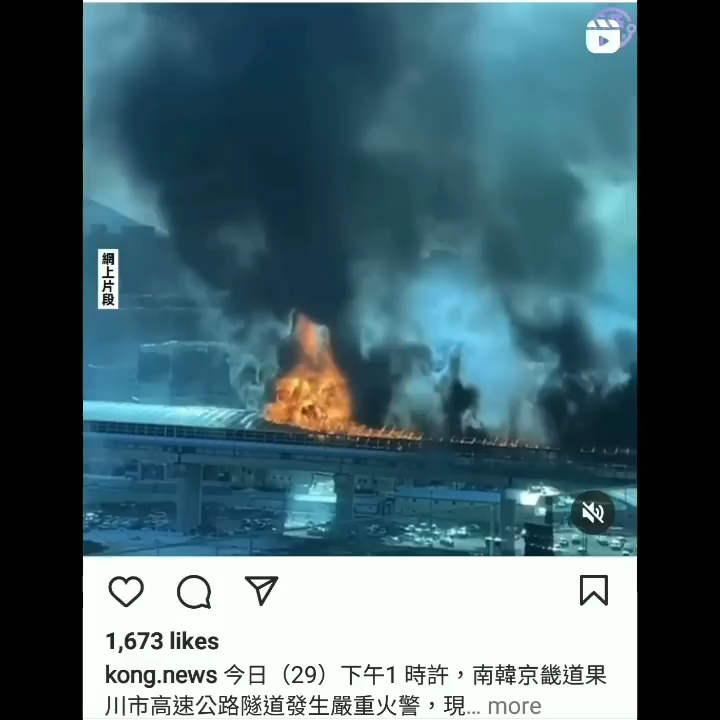 網上片段
1,673 likes
kong.news 今日（29）下午1 時許，南韓京畿道果
川市高速公路隧道發生嚴重火警，現... more